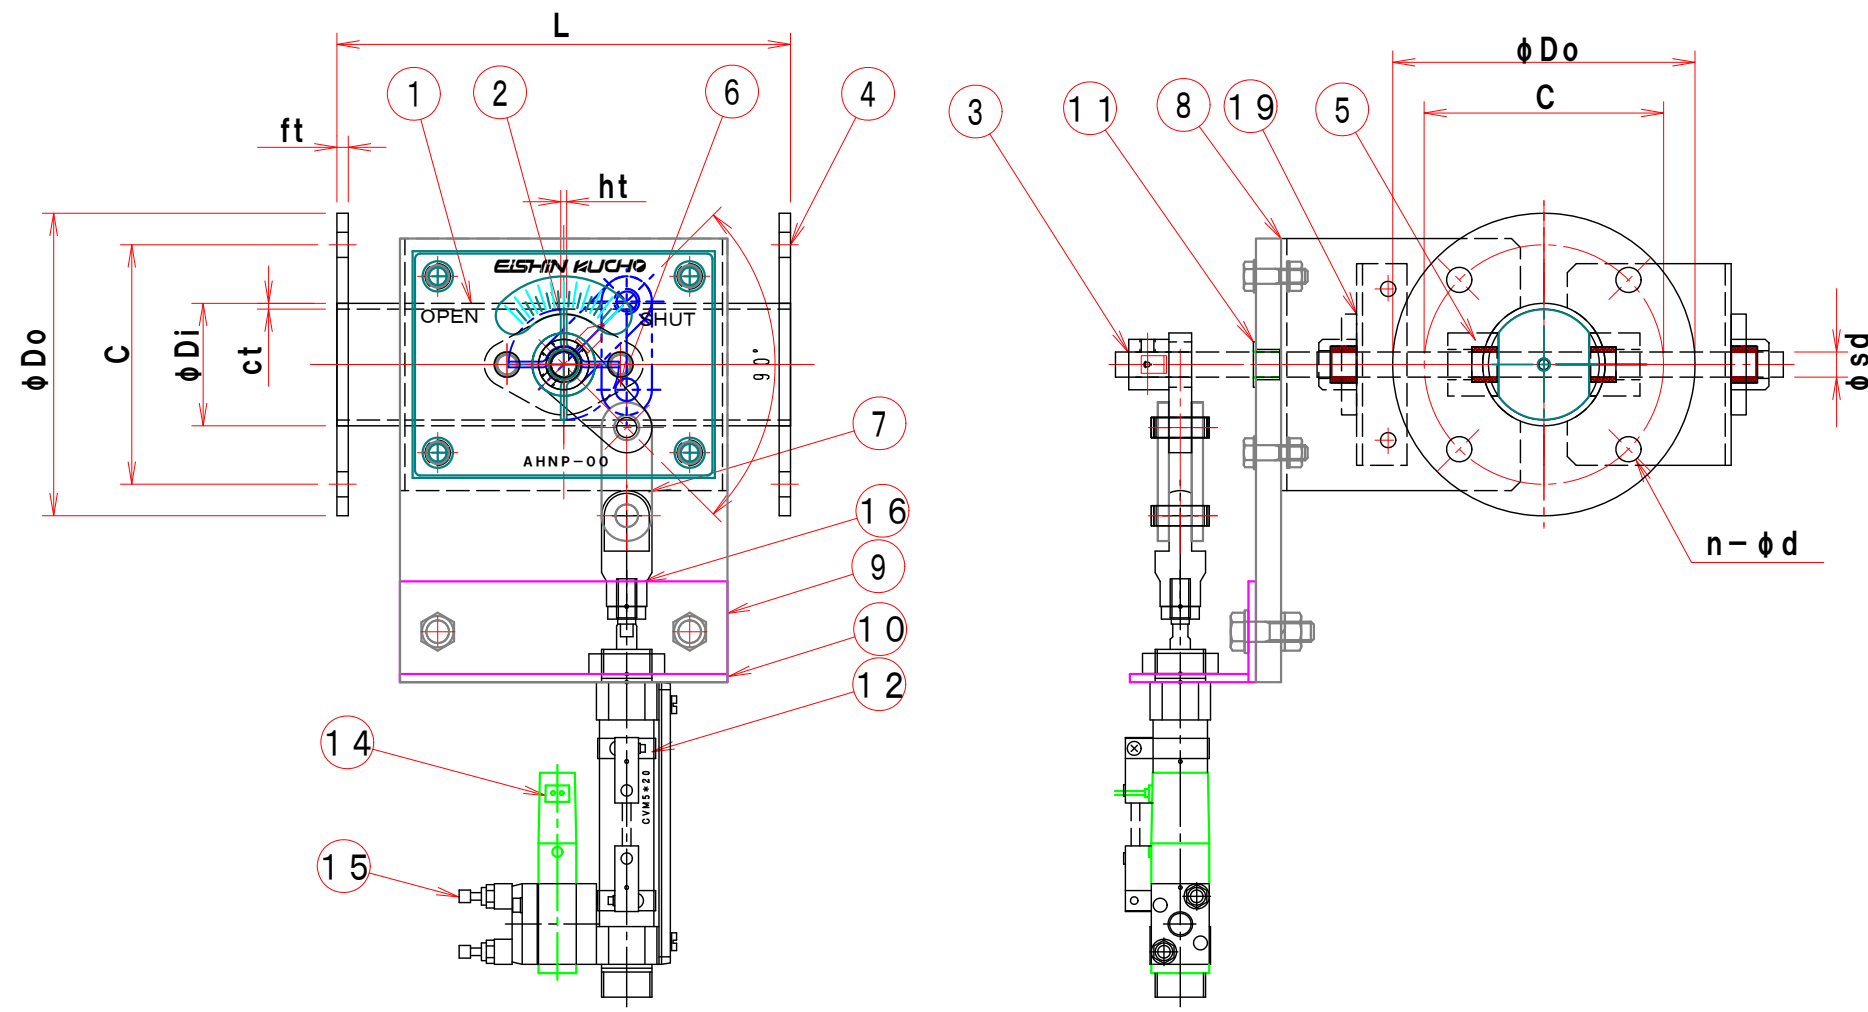 L
φDo
1
2
6
4
3
11
8
19
5
C
ft
ht
EISHIN KUCHO
OPEN
SHUT
φDo
C
φDi
ct
90°
φsd
AHNP-00
7
16
n-φd
9
10
12
14
CVM5*20
15